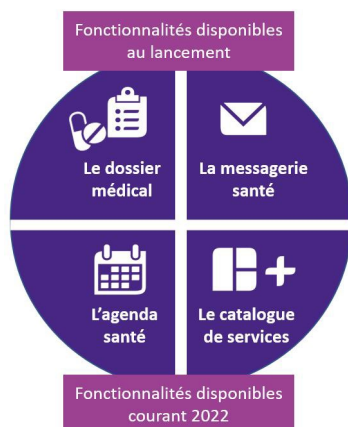 Fonctionnalités disponibles
au lancement
Le dossier
médical
La messagerie
santé
L'agenda
santé
Le catalogue
de services
Fonctionnalités disponibles
courant 2022